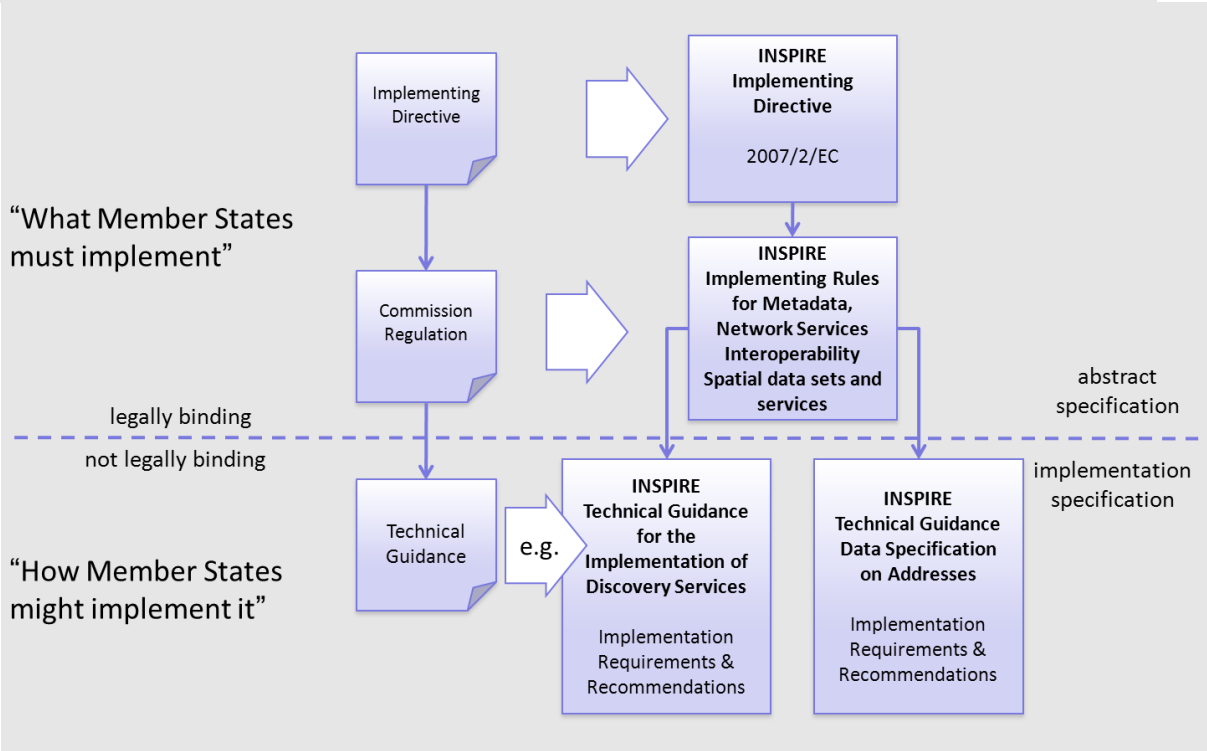 Implementing
Directive
INSPIRE
Implementing
Directive
2007/2/EC
“What Member States
must implement”
Commission
Regulation
INSPIRE
Implementing Rules
for Metadata,
Network Services
Interoperability
Spatial data sets and
services
abstract
specification
legally binding
not legally binding
implementation
specification
Technical
Guidance
e.g.
INSPIRE
Technical Guidance
for the
Implementation of
Discovery Services
Implementation
Requirements &
Recommendations
INSPIRE
Technical Guidance
Data Specification
on Addresses
Implementation
Requirements &
Recommendations
“How Member States
might implement it”